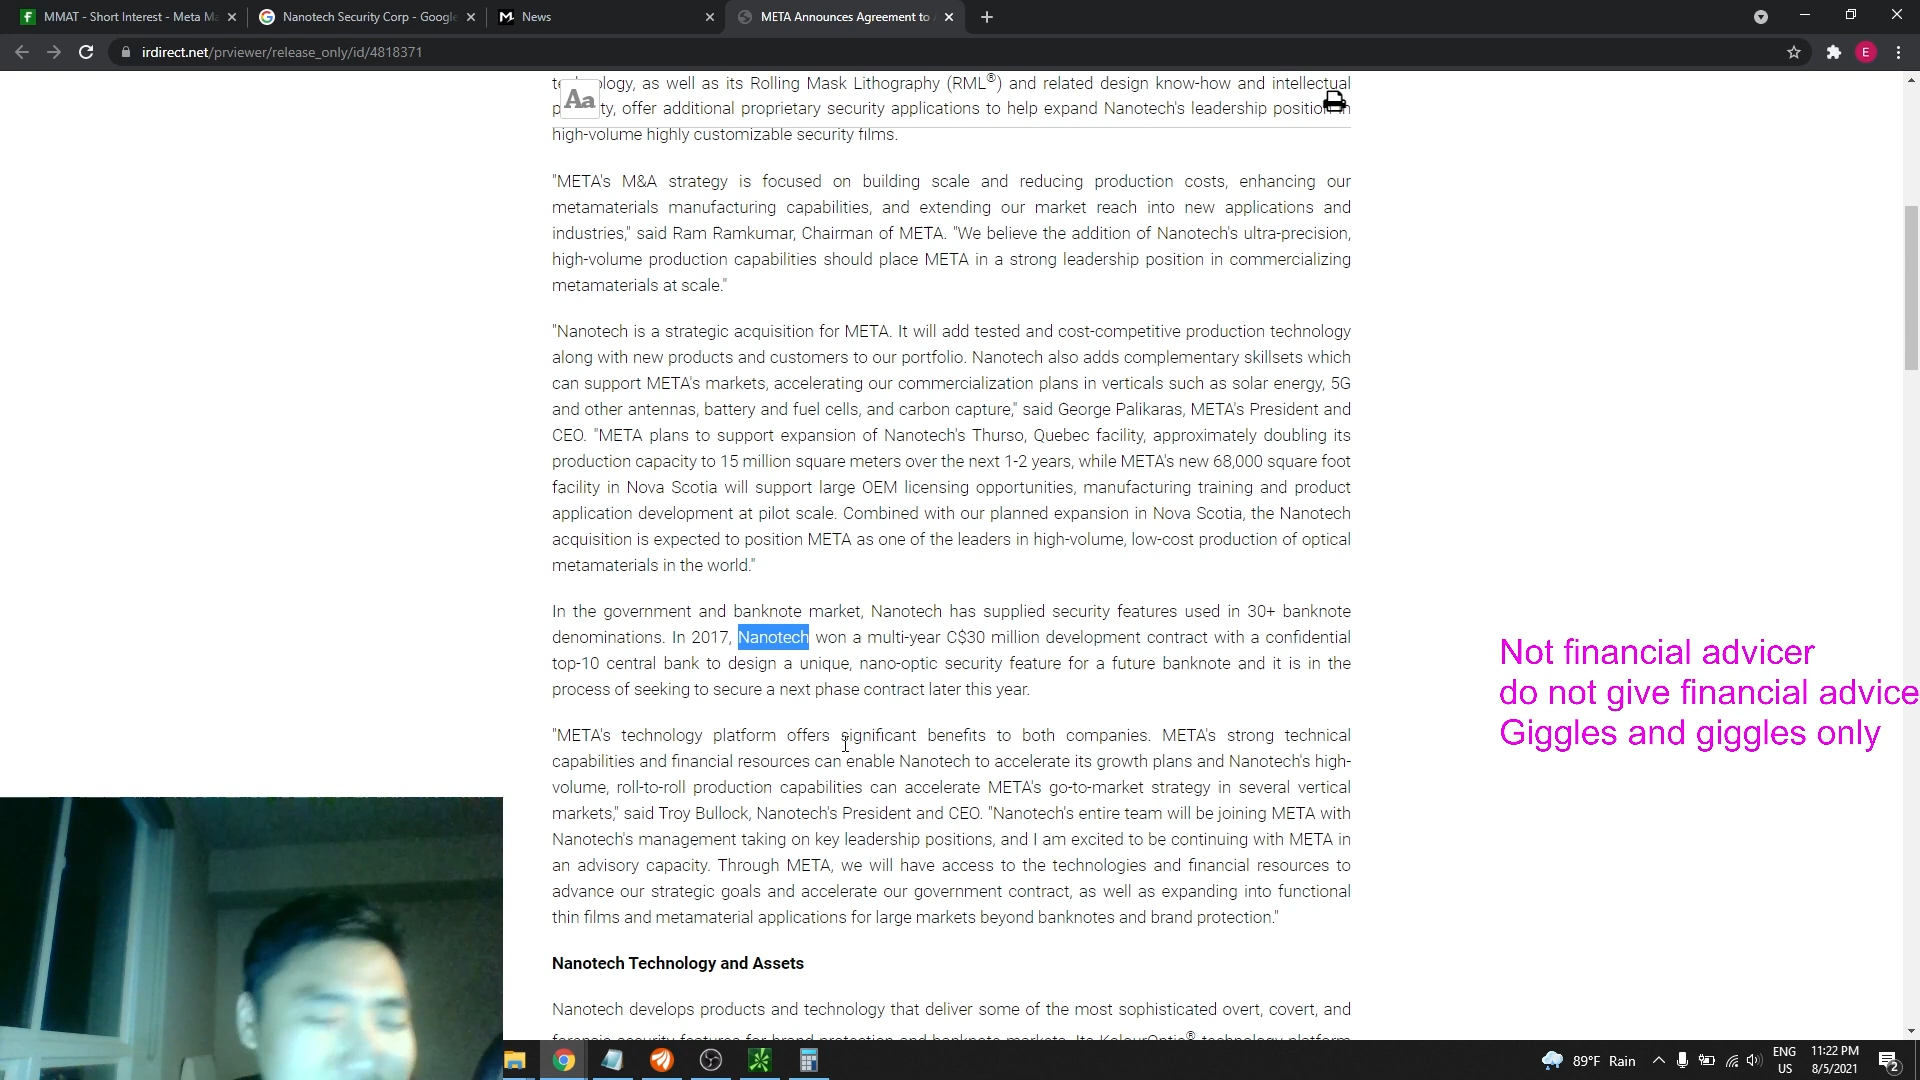 MMAT - Short Interest - Meta Ma
Nanotech Security Corp - Google
News
META Announces Agreement to A
irdirect.net/prviewer/release_only/id/4818371
E
Aa
ology, as well as its Rolling Mask Lithography (RML®) and related design know-how and intellectual
ty, offer additional proprietary security applications to help expand Nanotech's leadership position in
high-volume highly customizable security films.
"META's M&A strategy is focused on building scale and reducing production costs, enhancing our
metamaterials manufacturing capabilities, and extending our market reach into new applications and
industries," said Ram Ramkumar, Chairman of META. "We believe the addition of Nanotech's ultra-precision,
high-volume production capabilities should place META in a strong leadership position in commercializing
metamaterials at scale."
"Nanotech is a strategic acquisition for META. It will add tested and cost-competitive production technology
along with new products and customers to our portfolio. Nanotech also adds complementary skillsets which
can support META's markets, accelerating our commercialization plans in verticals such as solar energy, 5G
and other antennas, battery and fuel cells, and carbon capture," said George Palikaras, META's President and
CEO. "META plans to support expansion of Nanotech's Thurso, Quebec facility, approximately doubling its
production capacity to 15 million square meters over the next 1-2 years, while META's new 68,000 square foot
facility in Nova Scotia will support large OEM licensing opportunities, manufacturing training and product
application development at pilot scale. Combined with our planned expansion in Nova Scotia, the Nanotech
acquisition is expected to position META as one of the leaders in high-volume, low-cost production of optical
metamaterials in the world."
In the government and banknote market, Nanotech has supplied security features used in 30+ banknote
denominations. In 2017, Nanotech won a multi-year C$30 million development contract with a confidential
top-10 central bank to design a unique, nano-optic security feature for a future banknote and it is in the
process of seeking to secure a next phase contract later this year.
"META's technology platform offers significant benefits to both companies. META's strong technical
capabilities and financial resources can enable Nanotech to accelerate its growth plans and Nanotech's high-
volume, roll-to-roll production capabilities can accelerate META's go-to-market strategy in several vertical
markets," said Troy Bullock, Nanotech's President and CEO. "Nanotech's entire team will be joining META with
Nanotech's management taking on key leadership positions, and I am excited to be continuing with META in
an advisory capacity. Through META, we will have access to the technologies and financial resources to
advance our strategic goals and accelerate our government contract, as well as expanding into functional
thin films and metamaterial applications for large markets beyond banknotes and brand protection."
Nanotech Technology and Assets
Nanotech develops products and technology that deliver some of the most sophisticated overt, covert, and
forensic security features for brand protection and banknote markets. Its KolourOptik® technology platform
Not financial advicer
do not give financial advice
Giggles and giggles only
89°F Rain
ENG
US
11:22 PM
8/5/2021
2